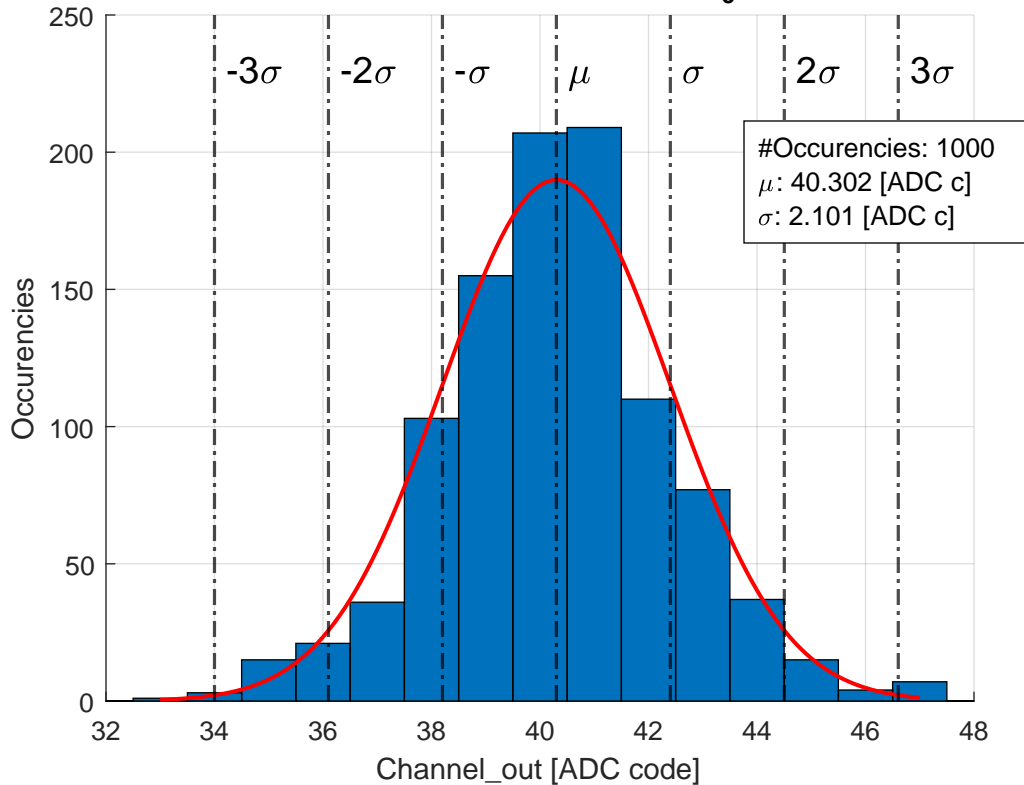 250
-3σ -2σ -σ μ σ 2σ 3σ
200
#Occurencies: 1000
μ: 40.302 [ADC c]
σ: 2.101 [ADC c]
150
Occurencies
100
50
0
32 34 36 38 40 42 44 46 48
Channel_out [ADC code]